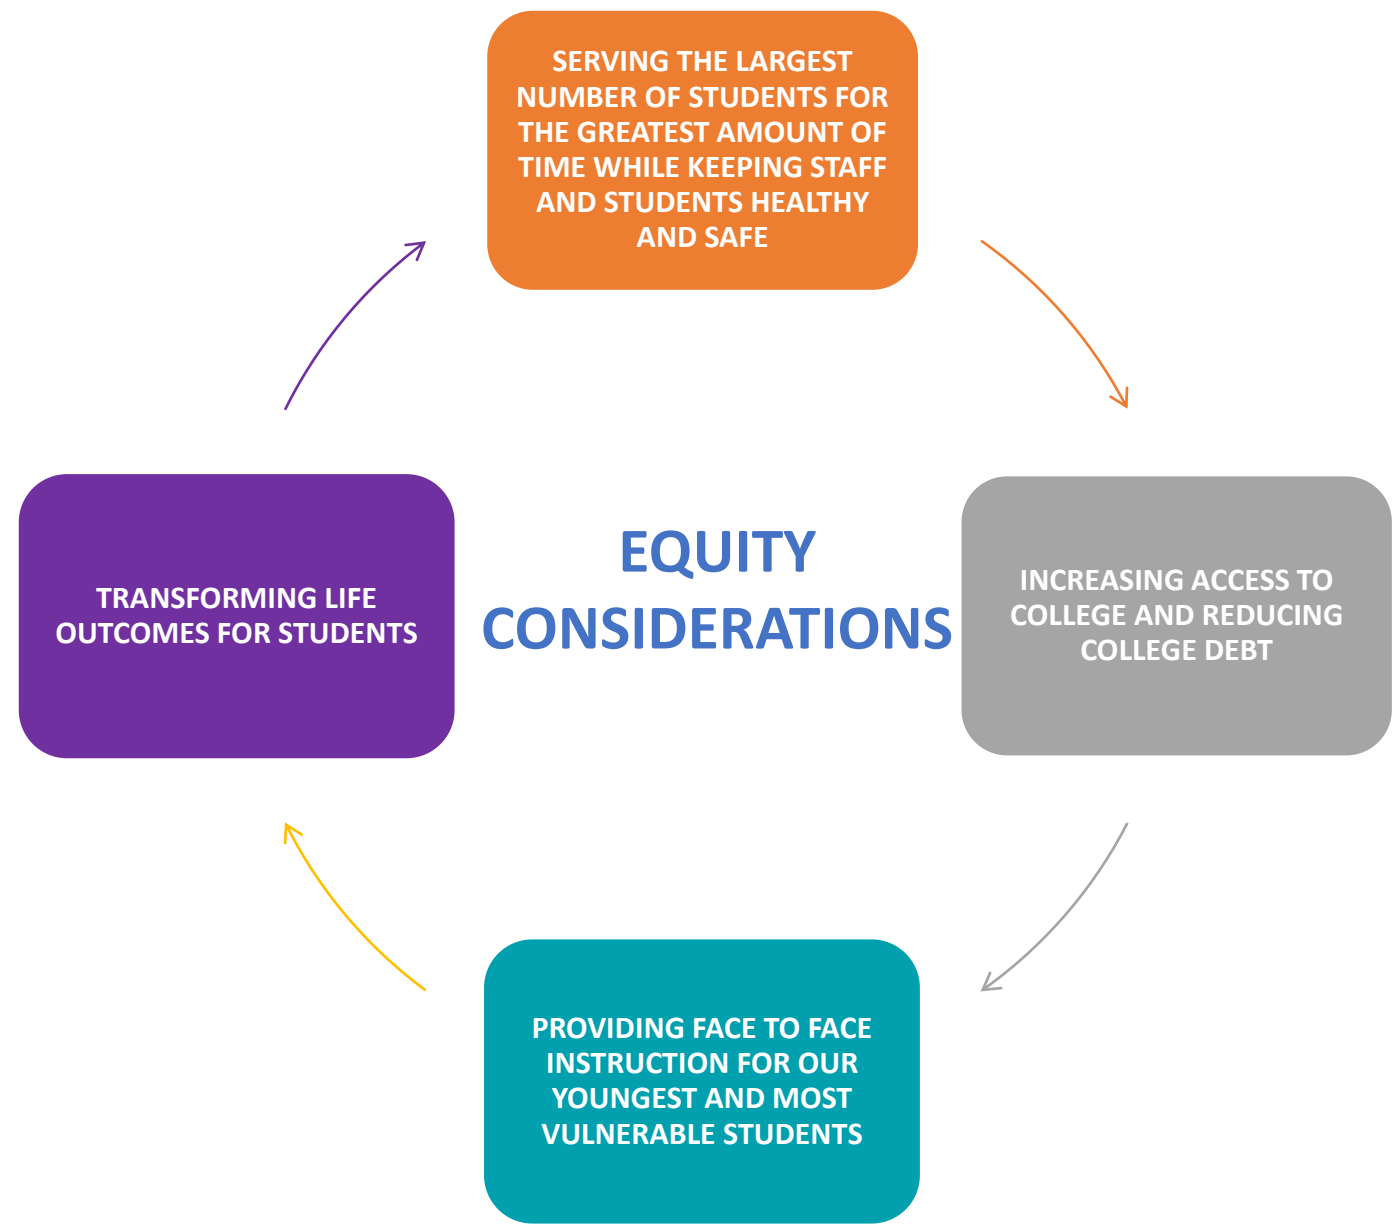 SERVING THE LARGEST
NUMBER OF STUDENTS FOR
THE GREATEST AMOUNT OF
TIME WHILE KEEPING STAFF
AND STUDENTS HEALTHY
AND SAFE
TRANSFORMING LIFE
OUTCOMES FOR STUDENTS
EQUITY
CONSIDERATIONS
INCREASING ACCESS TO
COLLEGE AND REDUCING
COLLEGE DEBT
PROVIDING FACE TO FACE
INSTRUCTION FOR OUR
YOUNGEST AND MOST
VULNERABLE STUDENTS